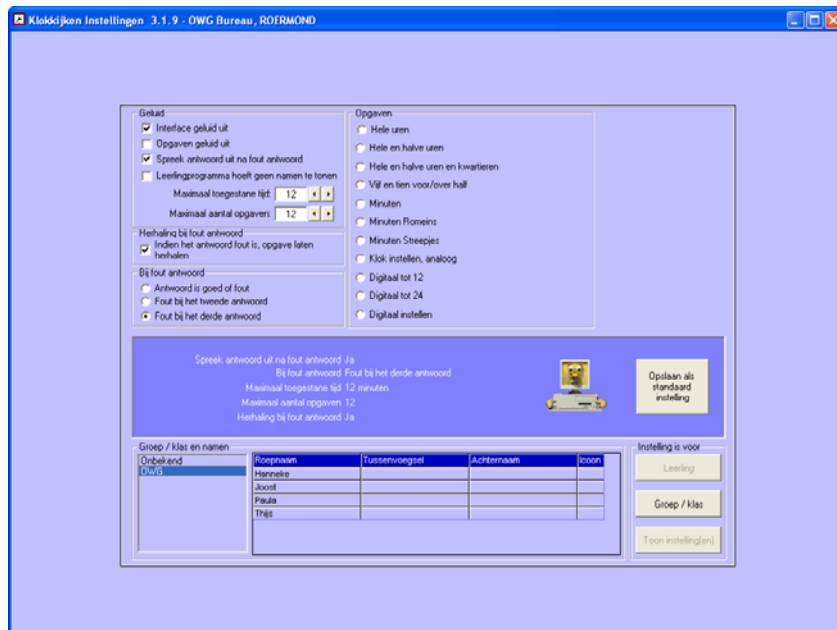 Klokkijken Instellingen 3.1.9 - OWG Bureau, ROERMOND
Geluid
Interface geluid uit
Opgaven geluid uit
Spreek antwoord uit na fout antwoord
Leerlingprogramma hoeft geen namen te tonen
Maximaal toegestane tijd: 12
Maximaal aantal opgaven: 12
Herhaling bij fout antwoord
Indien het antwoord fout is, opgave laten
herhalen
Bij fout antwoord
Antwoord is goed of fout
Fout bij het tweede antwoord
Fout bij het derde antwoord
Opgaven
Hele uren
Hele en halve uren
Hele en halve uren en kwartieren
Vijf en tien voor/over half
Minuten
Minuten Romeins
Minuten Streepjes
Klok instellen, analoog
Digitaal tot 12
Digitaal tot 24
Digitaal instellen
Spreek antwoord uit na fout antwoord Ja
Bij fout antwoord Fout bij het derde antwoord
Maximaal toegestane tijd 12 minuten
Maximaal aantal opgaven 12
Herhaling bij fout antwoord Ja
Opslaan als
standaard
instelling
Groep / klas en namen
Onbekend
OWG
Roepnaam Tussenvoegsel Achternaam Icoon
Hanneke
Joost
Paula
Thijs
Instelling is voor
Leerling
Groep / klas
Toon instelling(en)